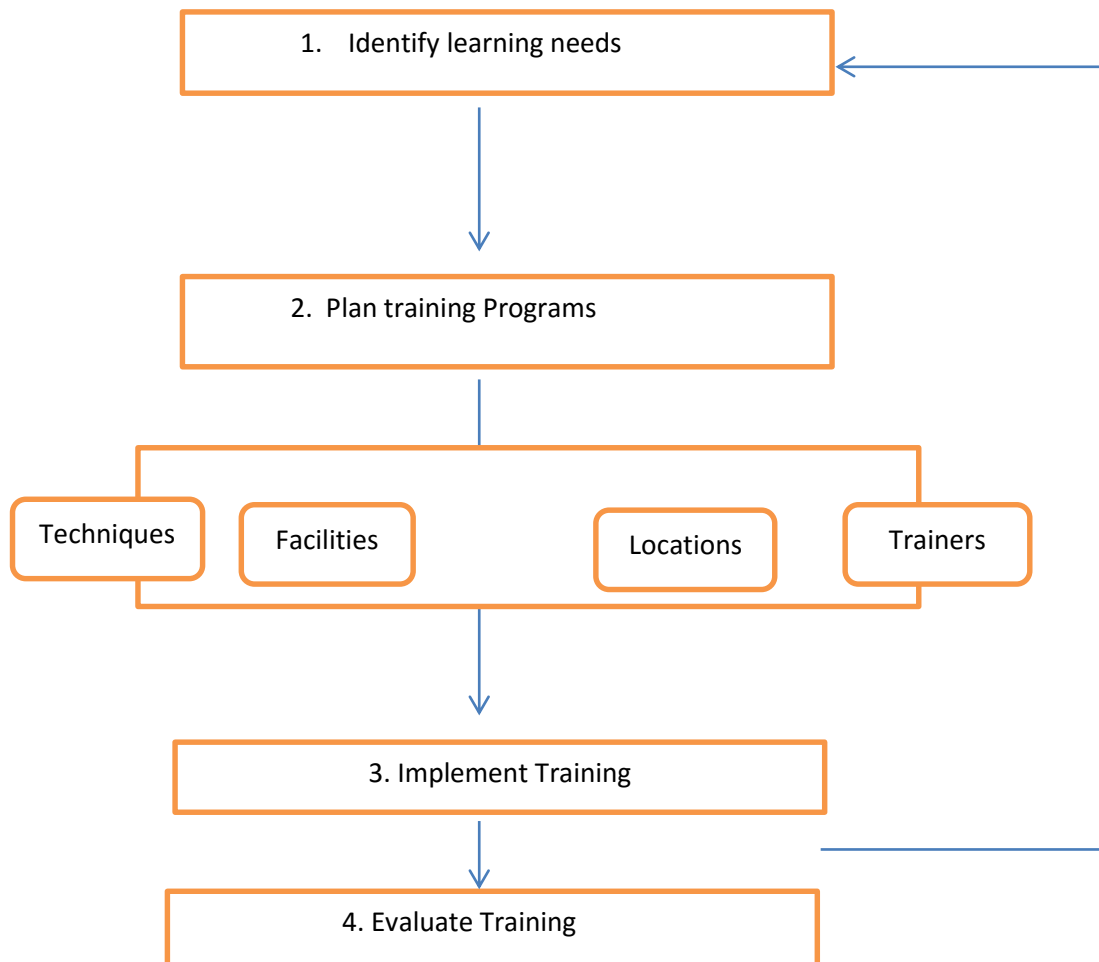 1. Identify learning needs
2. Plan training Programs
Techniques
Facilities
Locations
Trainers
3. Implement Training
4. Evaluate Training